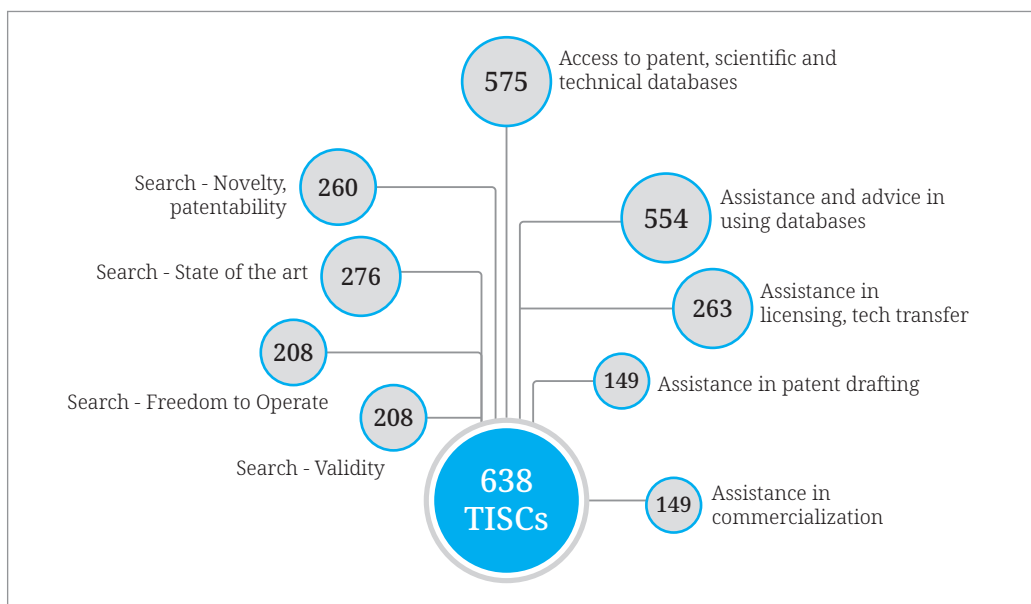 575
Access to patent, scientific and
technical databases
Search - Novelty,
patentability
260
554
Assistance and advice in
using databases
Search - State of the art
276
263
Assistance in
licensing, tech transfer
208
Search - Freedom to Operate
149
Assistance in patent drafting
208
Search - Validity
638
TISCs
149
Assistance in
commercialization